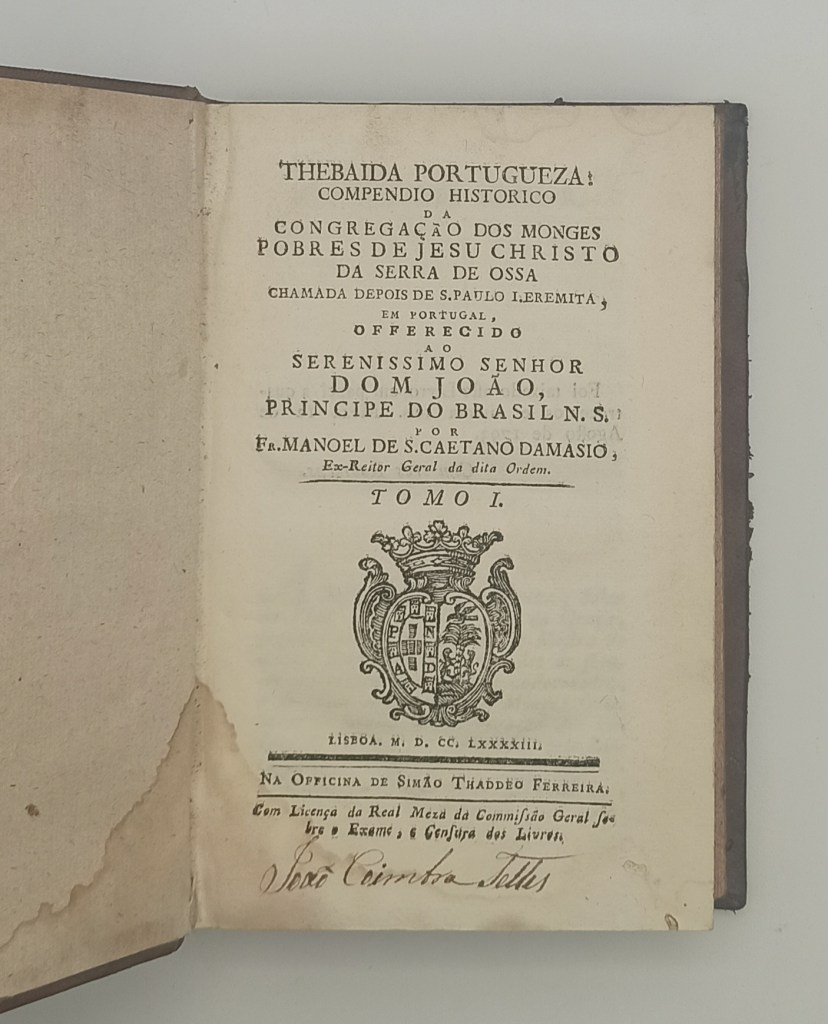 THEBAIDA PORTUGUEZA.
COMPENDIO HISTORICO
DA
CONGREGAÇÃO DOS MONGES
POBRES DE JESU CHRISTO
DA SERRA DE OSSA
CHAMADA DEPOIS DE S. PAULO I. EREMITA,
EM PORTUGAL,
OFFERECIDO
AO
SERENISSIMO SENHOR
DOM JOÃO,
PRINCIPE DO BRASIL N. S.
POR
FR. MANOEL DE S. CAETANO DAMASIO,
Ex-Reitor Geral da dita Ordem.
TOMO I.
LISBOA. M. D. CC. LXXXXIII.
NA OFFICINA DE SIMÃO THADDEO FERREIRA.
Com Licença da Real Meza da Commiſsão Geral ſo-
bre o Exame, e Cenſura dos Livros.
João Coimbra Telles